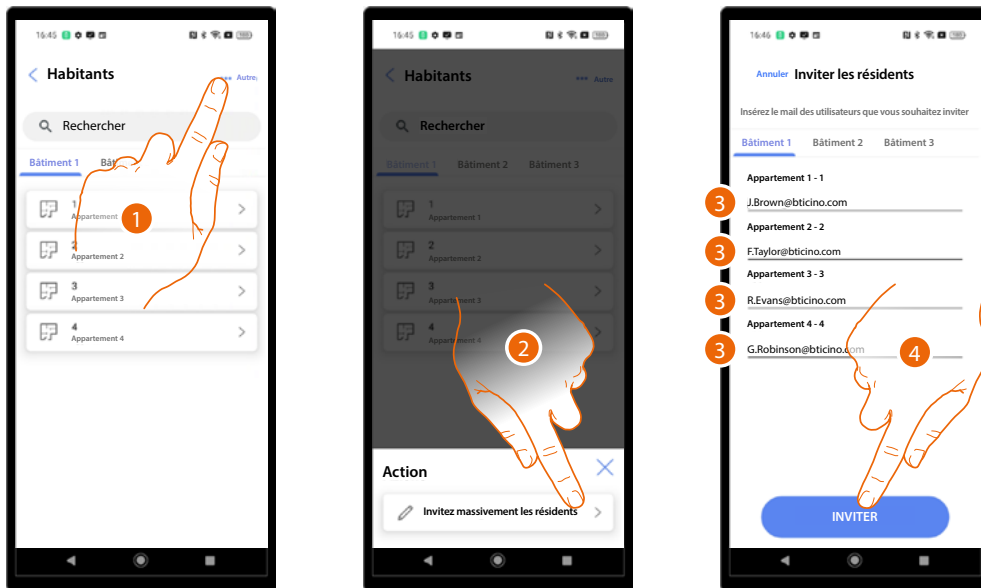 16:45
Habitants
Autre
Rechercher
Bâtiment 1
1
Appartement
2
Appartement 2
3
Appartement 3
4
Appartement 4
1
16:45
Habitants
Autre
Rechercher
Bâtiment 1 Bâtiment 2 Bâtiment 3
1
Appartement 1
2
Appartement 2
3
Appartement 3
4
Appartement 4
2
Action
Invitez massivement les résidents
16:46
Annuler Inviter les résidents
Insérez le mail des utilisateurs que vous souhaitez inviter
Bâtiment 1 Bâtiment 2 Bâtiment 3
Appartement 1 - 1
3 J.Brown@bticino.com
Appartement 2 - 2
3 F.Taylor@bticino.com
Appartement 3 - 3
3 R.Evans@bticino.com
Appartement 4 - 4
3 G.Robinson@bticino.com
4
INVITER